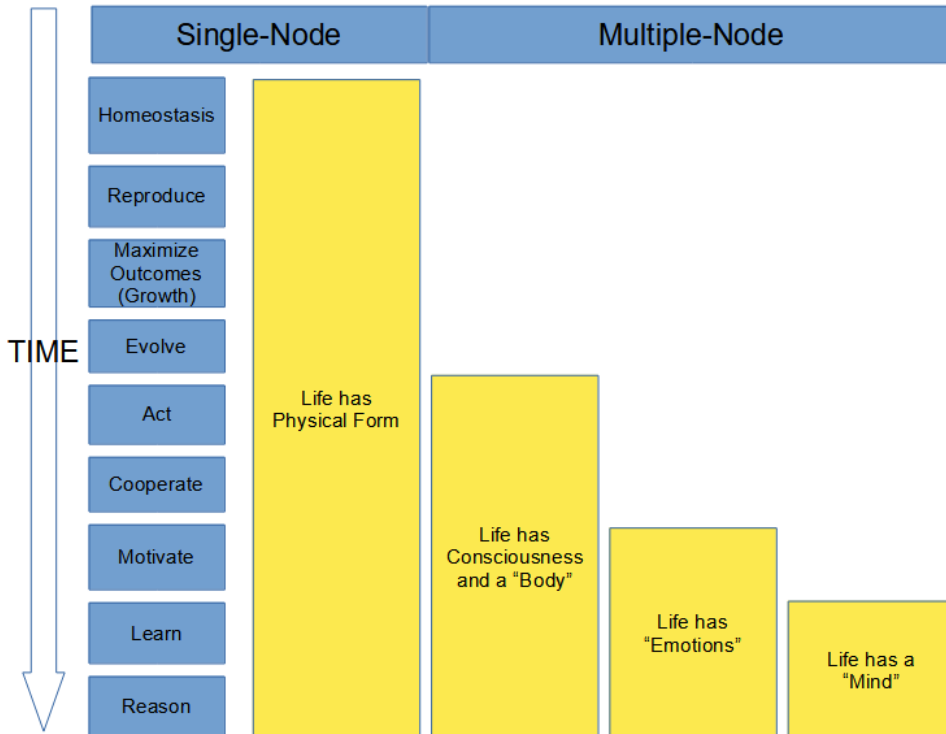 Single-Node
Multiple-Node
Homeostasis
Reproduce
Maximize
Outcomes
(Growth)
TIME
Evolve
Act
Cooperate
Motivate
Learn
Reason
Life has
Physical Form
Life has
Consciousness
and a “Body”
Life has
“Emotions”
Life has a
“Mind”